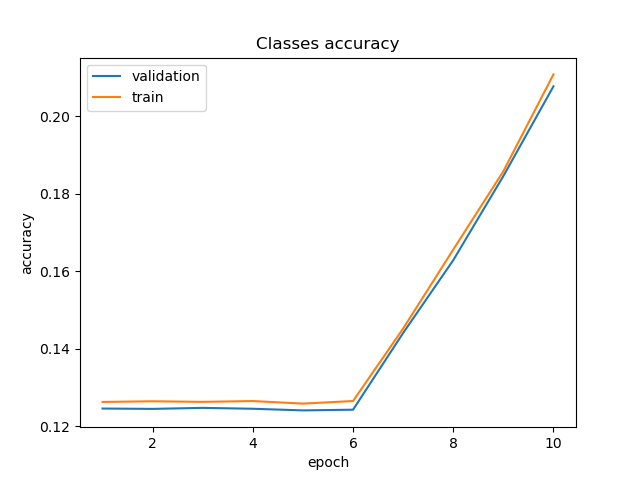 Classes accuracy
validation
train
0.20
0.18
0.16
0.14
0.12
accuracy
2 4 6 8 10
epoch